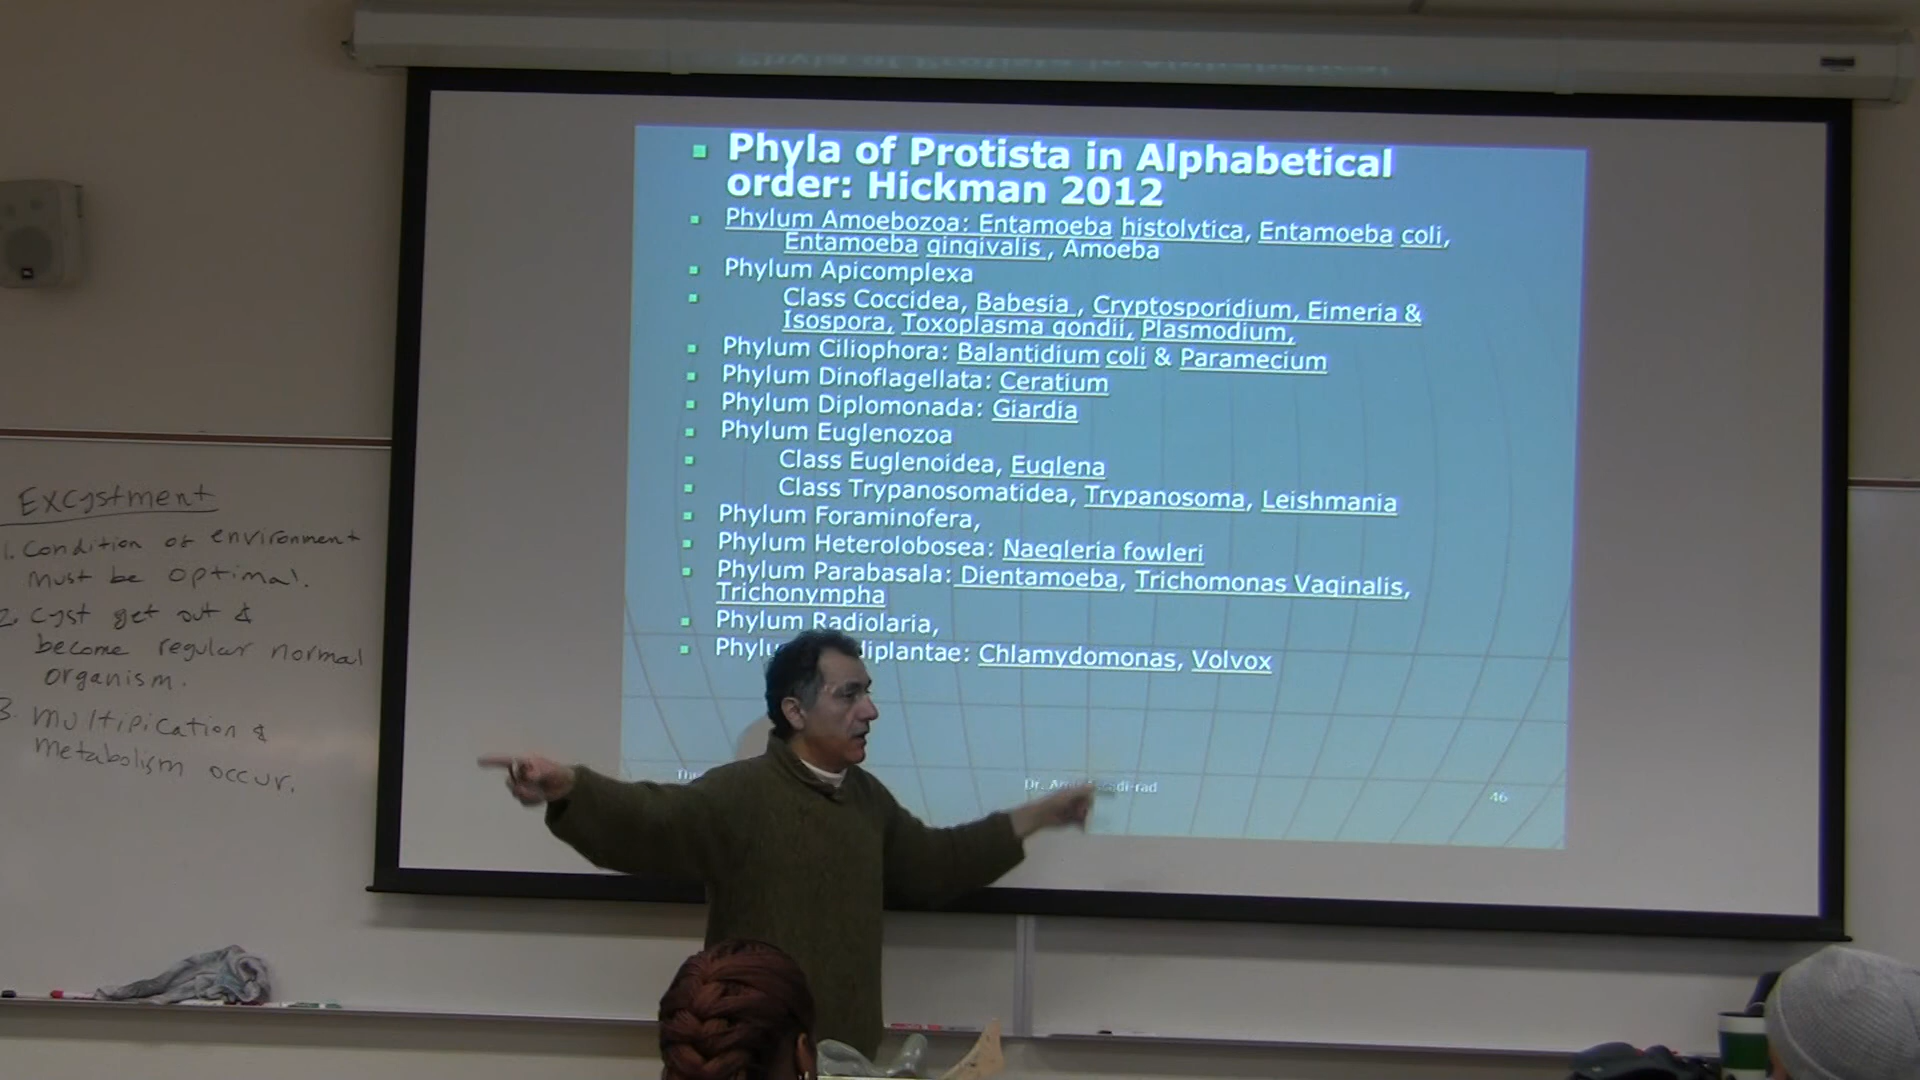 Phyla of Protista in Alphabetical
order: Hickman 2012
Phylum Amoebozoa: Entamoeba histolytica, Entamoeba coli,
Entamoeba gingivalis , Amoeba
Phylum Apicomplexa
Class Coccidea, Babesia , Cryptosporidium, Eimeria &
Isospora, Toxoplasma gondii, Plasmodium,
Phylum Ciliophora: Balantidium coli & Paramecium
Phylum Dinoflagellata: Ceratium
Phylum Diplomonada: Giardia
Phylum Euglenozoa
Class Euglenoidea, Euglena
Class Trypanosomatidea, Trypanosoma, Leishmania
Phylum Foraminofera,
Phylum Heterolobosea: Naegleria fowleri
Phylum Parabasala: Dientamoeba, Trichomonas Vaginalis,
Trichonympha
Phylum Radiolaria,
Chlamydomonas, Volvox
Dr.
46
Excystment
1. Condition of environment
must be optimal.
2. Cyst get out &
become regular normal
organism.
3. Multipication &
metabolism occur.
JBL